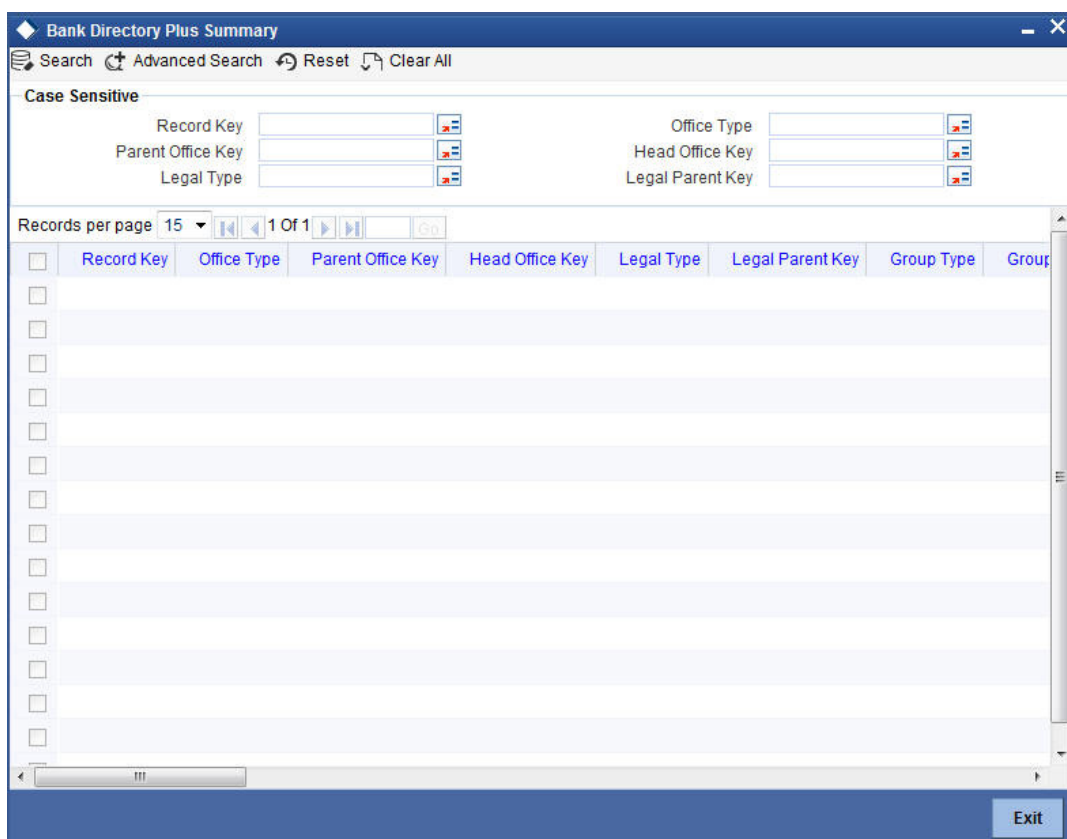 Bank Directory Plus Summary
Search Advanced Search Reset Clear All
Case Sensitive
Record Key Office Type
Parent Office Key Head Office Key
Legal Type Legal Parent Key
Records per page 15 1 Of 1 Go
Record Key Office Type Parent Office Key Head Office Key Legal Type Legal Parent Key Group Type Group
Exit